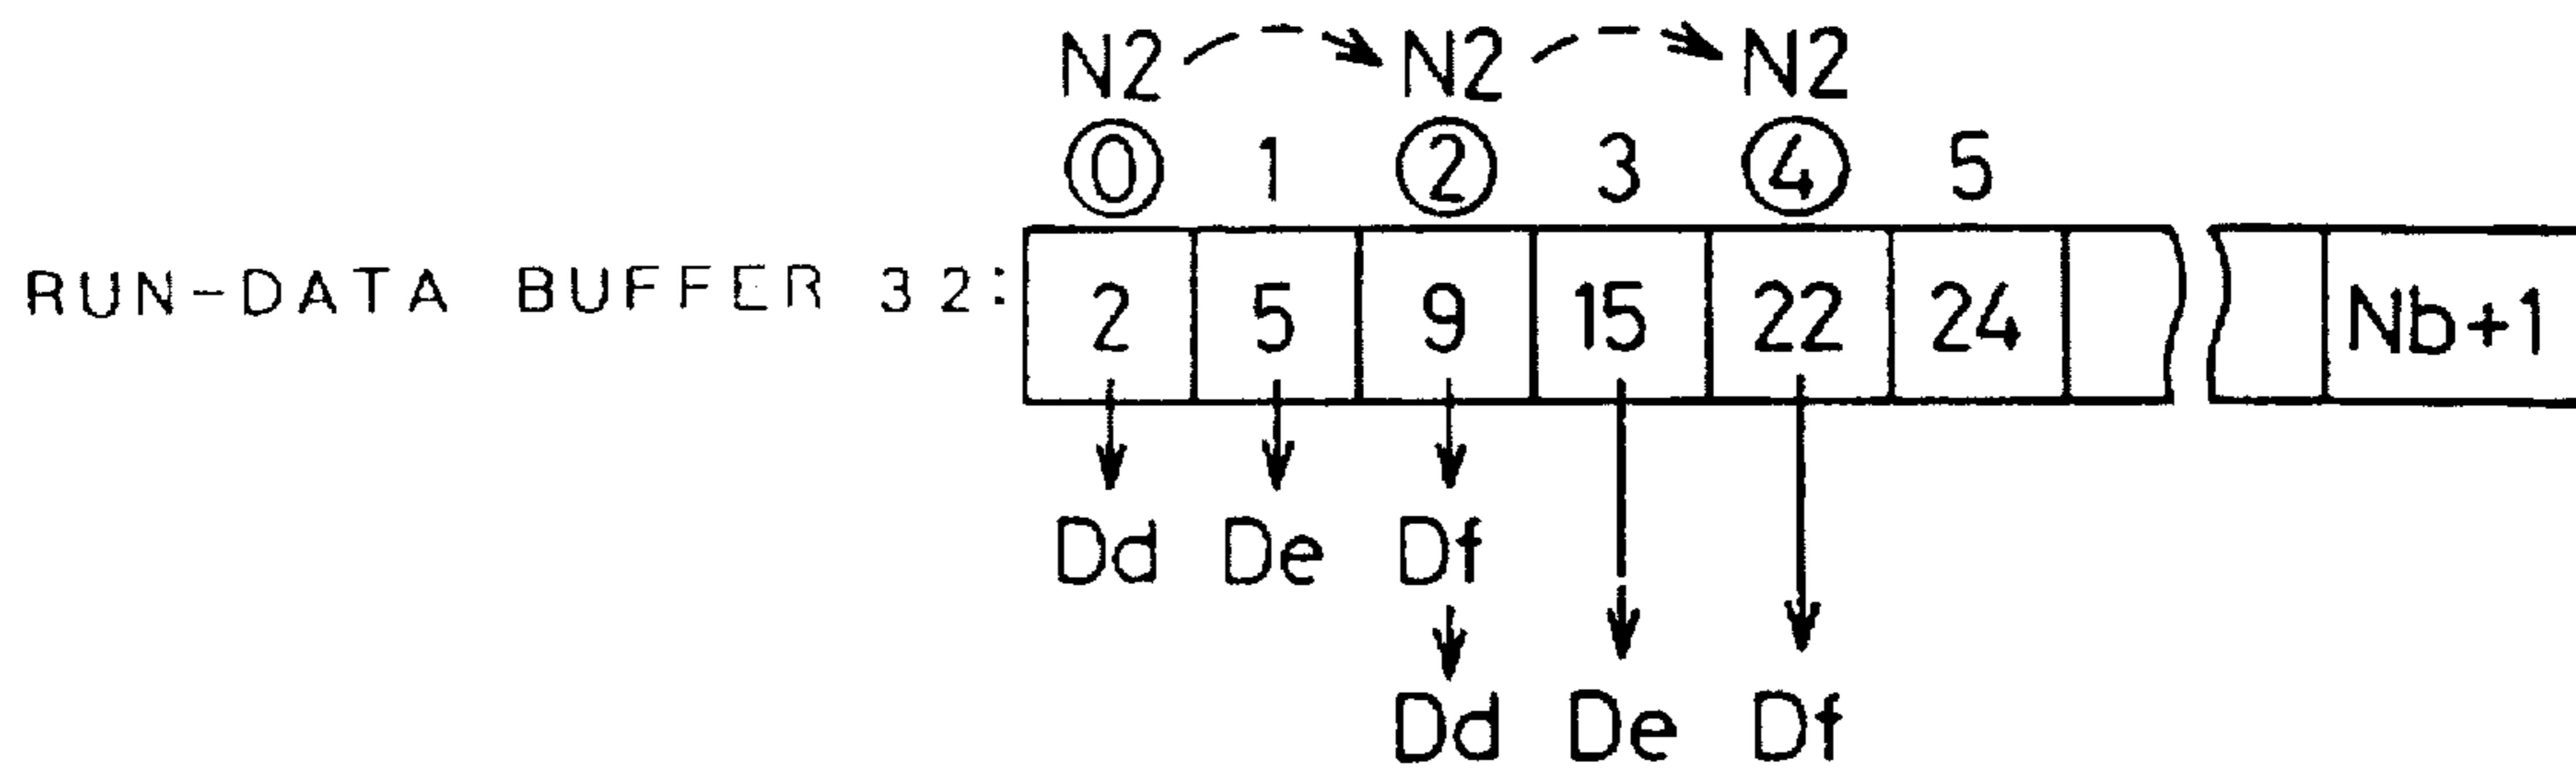 N2 N2 N2
0 1 2 3 4 5
RUN-DATA BUFFER 32: 2 5 9 15 22 24 Nb+1
Dd De Df
Dd De Df